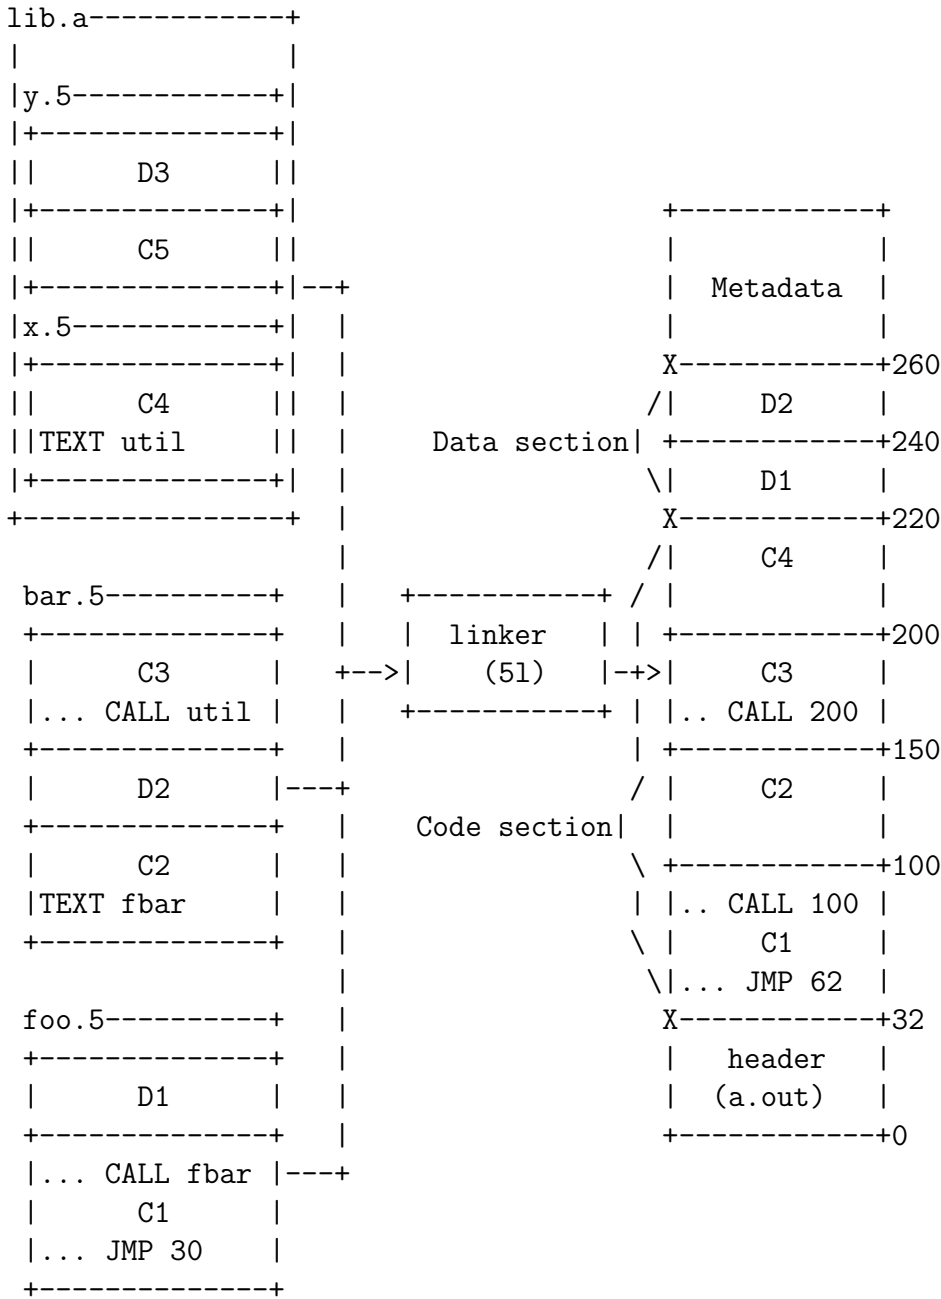 lib.a------------+
|                |
|y.5------------+|
|+--------------+|
||      D3      ||
|+--------------+|                       +------------+
||      C5      ||                       |            |
|+--------------+|--+                    |  Metadata  |
|x.5------------+|  |                    |            |
|+--------------+|  |                    X------------+260
||      C4      ||  |                   /|     D2     |
||TEXT util     ||  |     Data section| +------------+240
|+--------------+|  |                   \|     D1     |
+----------------+  |                    X------------+220
                    |                   /|     C4     |
 bar.5----------+   |   +-----------+ / |            |
 +--------------+   |   |  linker   | | +------------+200
 |      C3      |   +-->|    (5l)   |-+>|     C3     |
 |... CALL util |   |   +-----------+ | |.. CALL 200 |
 +--------------+   |                  | +------------+150
 |      D2      |---+                  / |     C2     |
 +--------------+   |    Code section|  |            |
 |      C2      |   |                  \ +------------+100
 |TEXT fbar     |   |                  | |.. CALL 100 |
 +--------------+   |                  \ |     C1     |
                    |                   \|... JMP 62  |
 foo.5----------+   |                    X------------+32
 +--------------+   |                    |   header   |
 |      D1      |   |                    |  (a.out)   |
 +--------------+   |                    +------------+0
 |... CALL fbar |---+
 |      C1      |
 |... JMP 30    |
 +--------------+